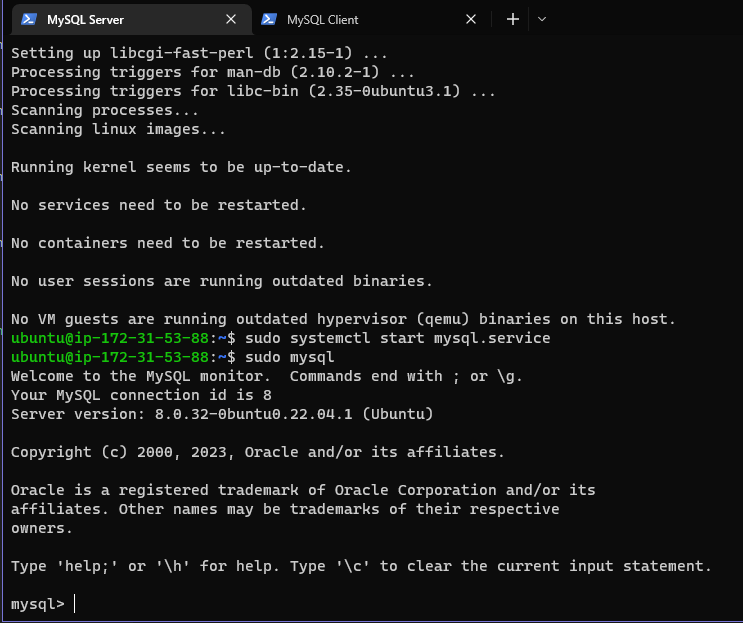 MySQL Server
MySQL Client
Setting up libcgi-fast-perl (1:2.15-1) ...
Processing triggers for man-db (2.10.2-1) ...
Processing triggers for libc-bin (2.35-0ubuntu3.1) ...
Scanning processes...
Scanning linux images...
Running kernel seems to be up-to-date.
No services need to be restarted.
No containers need to be restarted.
No user sessions are running outdated binaries.
No VM guests are running outdated hypervisor (qemu) binaries on this host.
ubuntu@ip-172-31-53-88:~$ sudo systemctl start mysql.service
ubuntu@ip-172-31-53-88:~$ sudo mysql
Welcome to the MySQL monitor.  Commands end with ; or \g.
Your MySQL connection id is 8
Server version: 8.0.32-0buntu0.22.04.1 (Ubuntu)
Copyright (c) 2000, 2023, Oracle and/or its affiliates.
Oracle is a registered trademark of Oracle Corporation and/or its
affiliates. Other names may be trademarks of their respective
owners.
Type 'help;' or '\h' for help. Type '\c' to clear the current input statement.
mysql>